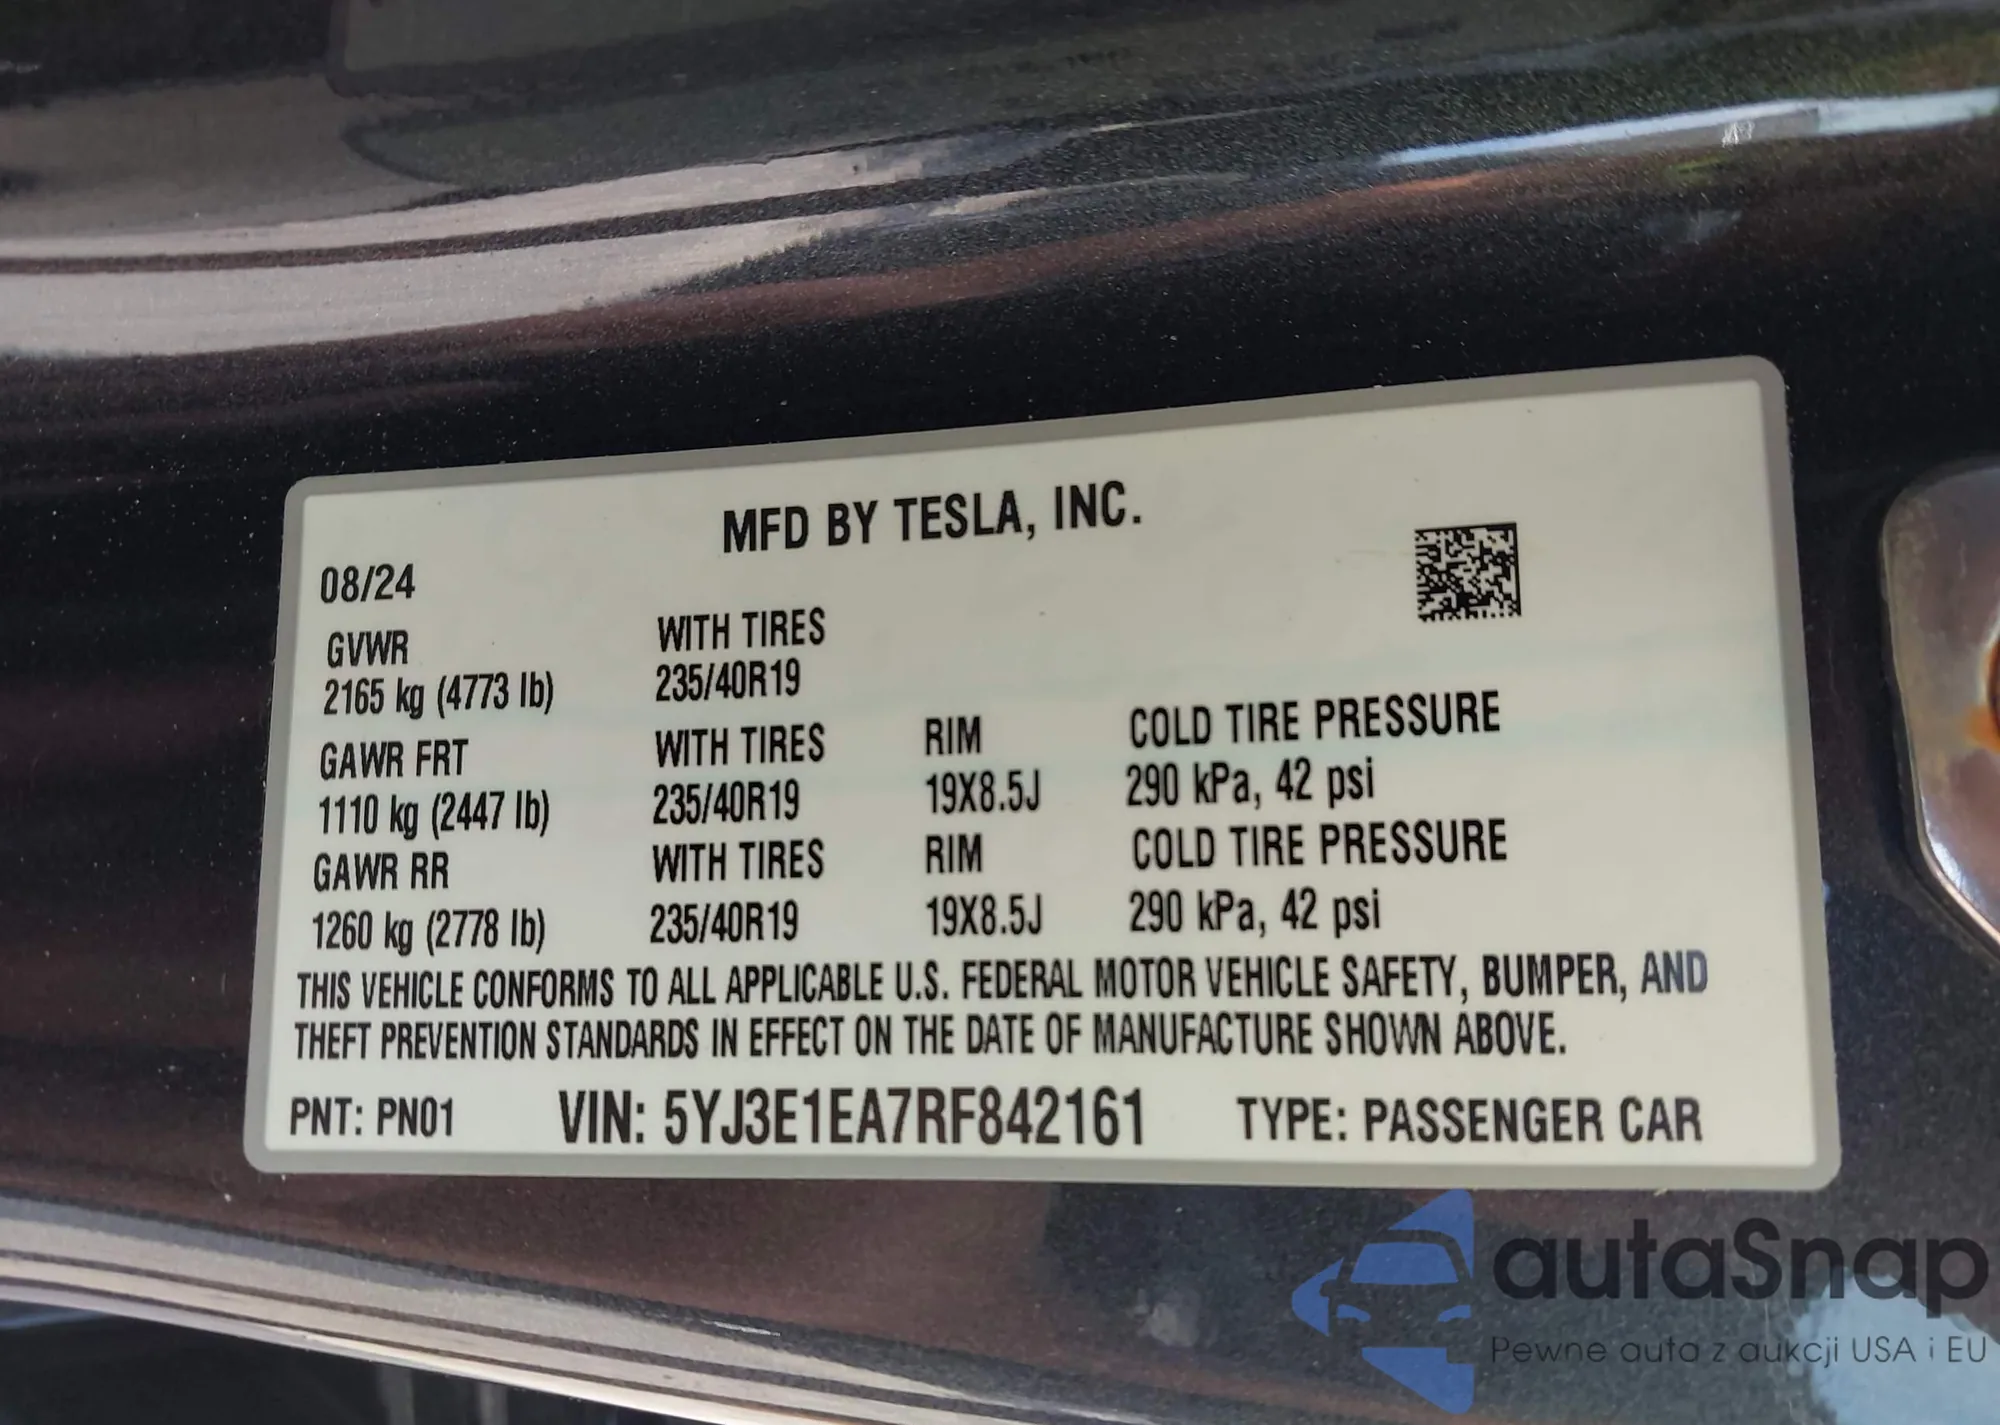 MFD BY TESLA, INC.
08/24
GVWR WITH TIRES
2165 kg (4773 lb) 235/40R19
GAWR FRT WITH TIRES RIM COLD TIRE PRESSURE
1110 kg (2447 lb) 235/40R19 19X8.5J 290 kPa, 42 psi
GAWR RR WITH TIRES RIM COLD TIRE PRESSURE
1260 kg (2778 lb) 235/40R19 19X8.5J 290 kPa, 42 psi
THIS VEHICLE CONFORMS TO ALL APPLICABLE U.S. FEDERAL MOTOR VEHICLE SAFETY, BUMPER, AND
THEFT PREVENTION STANDARDS IN EFFECT ON THE DATE OF MANUFACTURE SHOWN ABOVE.
PNT: PN01 VIN: 5YJ3E1EA7RF842161 TYPE: PASSENGER CAR
autaSnap
Pewne auta z aukcji USA i EU